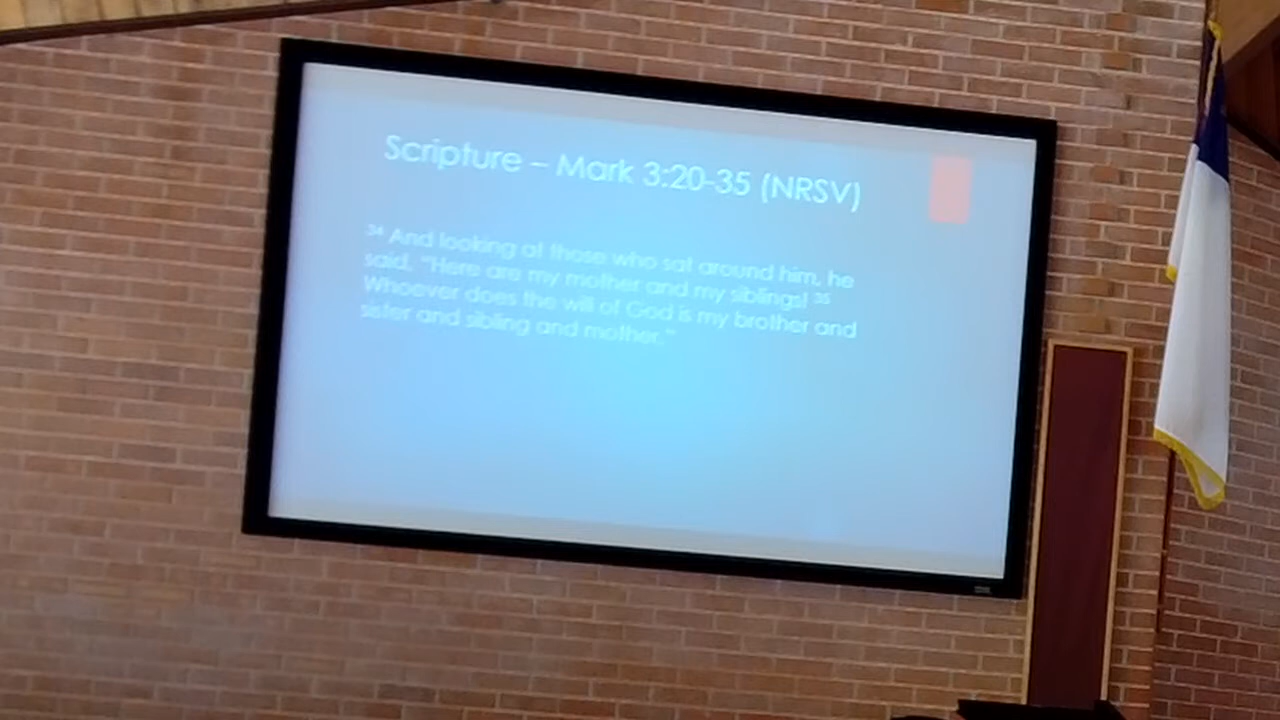 Scripture – Mark 3:20-35 (NRSV)
34 And looking at those who sat around him, he
said, "Here are my mother and my siblings! 35
Whoever does the will of God is my brother and
sister and sibling and mother."